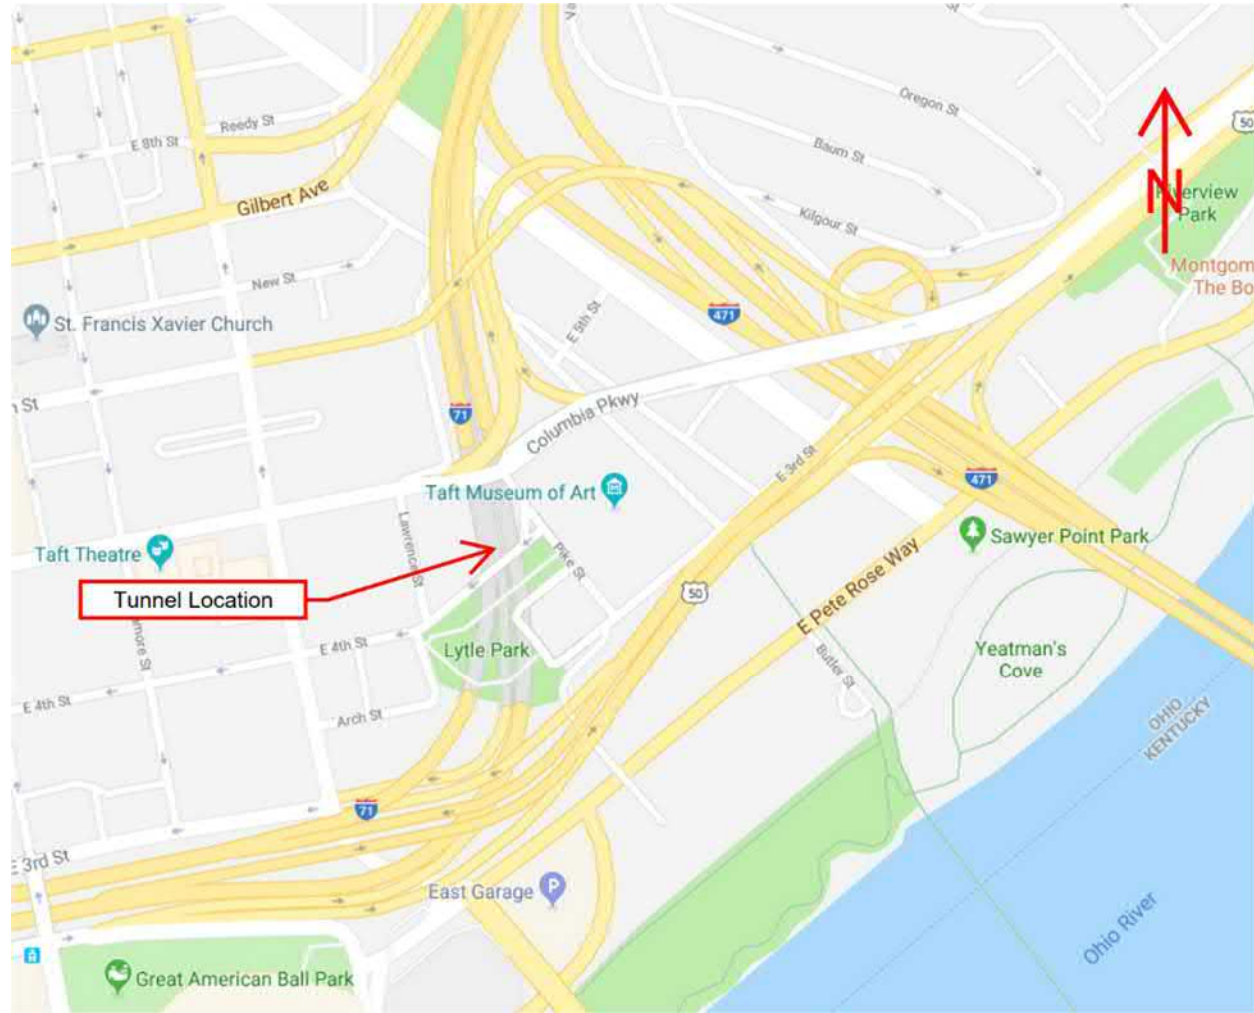 Oregon St
50
Reedy St
E 8th St
Baum St
Riverview
Park
N
Gilbert Ave
Kilgour St
Montgom
The Bo
New St
St. Francis Xavier Church
E 5th St
471
St
71
Columbia Pkwy
E 3rd St
471
Taft Museum of Art
Lawrence St
Sawyer Point Park
Taft Theatre
Pike St
E Pete Rose Way
50
Tunnel Location
more St
E 4th St
Lytle Park
Yeatman's
Cove
Butler St
E 4th St
Arch St
OHIO
KENTUCKY
71
E 3rd St
East Garage
P
Ohio River
Great American Ball Park